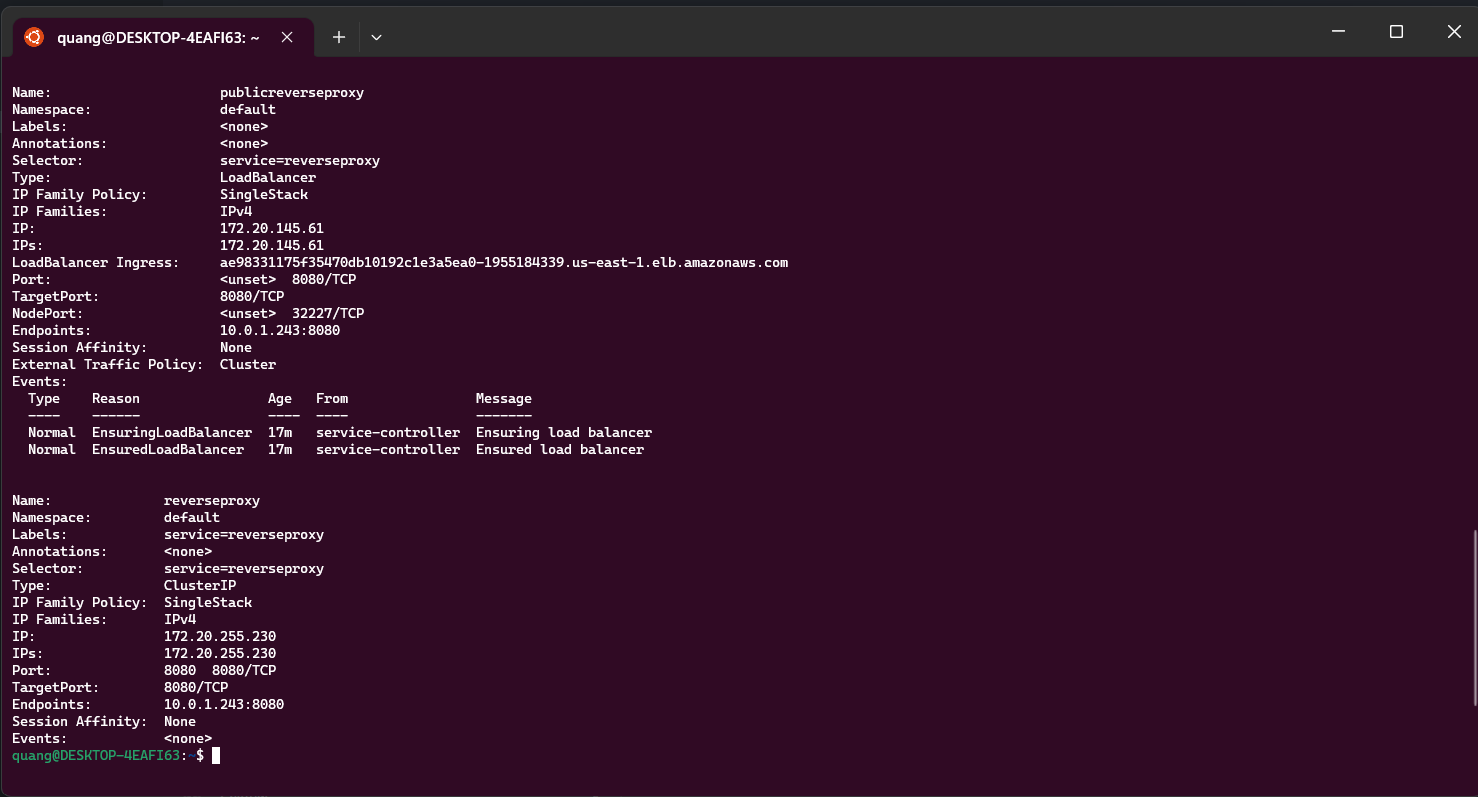 quang@DESKTOP-4EAFI63: ~
Name: publicreverseproxy
Namespace: default
Labels: <none>
Annotations: <none>
Selector: service=reverseproxy
Type: LoadBalancer
IP Family Policy: SingleStack
IP Families: IPv4
IP: 172.20.145.61
IPs: 172.20.145.61
LoadBalancer Ingress: ae98331175f35470db10192c1e3a5ea0-1955184339.us-east-1.elb.amazonaws.com
Port: <unset> 8080/TCP
TargetPort: 8080/TCP
NodePort: <unset> 32227/TCP
Endpoints: 10.0.1.243:8080
Session Affinity: None
External Traffic Policy: Cluster
Events:
Type Reason Age From Message
---- ------ ---- ---- -------
Normal EnsuringLoadBalancer 17m service-controller Ensuring load balancer
Normal EnsuredLoadBalancer 17m service-controller Ensured load balancer
Name: reverseproxy
Namespace: default
Labels: service=reverseproxy
Annotations: <none>
Selector: service=reverseproxy
Type: ClusterIP
IP Family Policy: SingleStack
IP Families: IPv4
IP: 172.20.255.230
IPs: 172.20.255.230
Port: 8080 8080/TCP
TargetPort: 8080/TCP
Endpoints: 10.0.1.243:8080
Session Affinity: None
Events: <none>
quang@DESKTOP-4EAFI63:~$